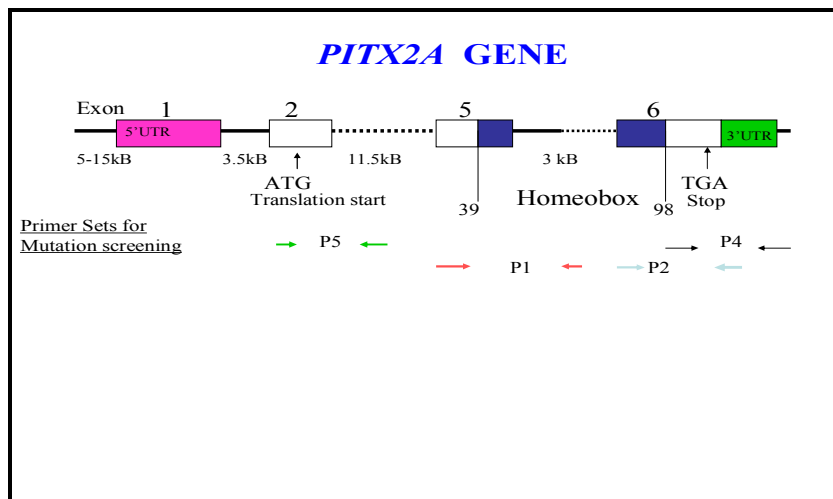 PITX2A GENE
Exon 1 2 5 6
5'UTR 3'UTR
5-15kB 3.5kB 11.5kB 3 kB
ATG TGA
Translation start Homeobox Stop
39 98
Primer Sets for
Mutation screening
P5 P4
P1 P2